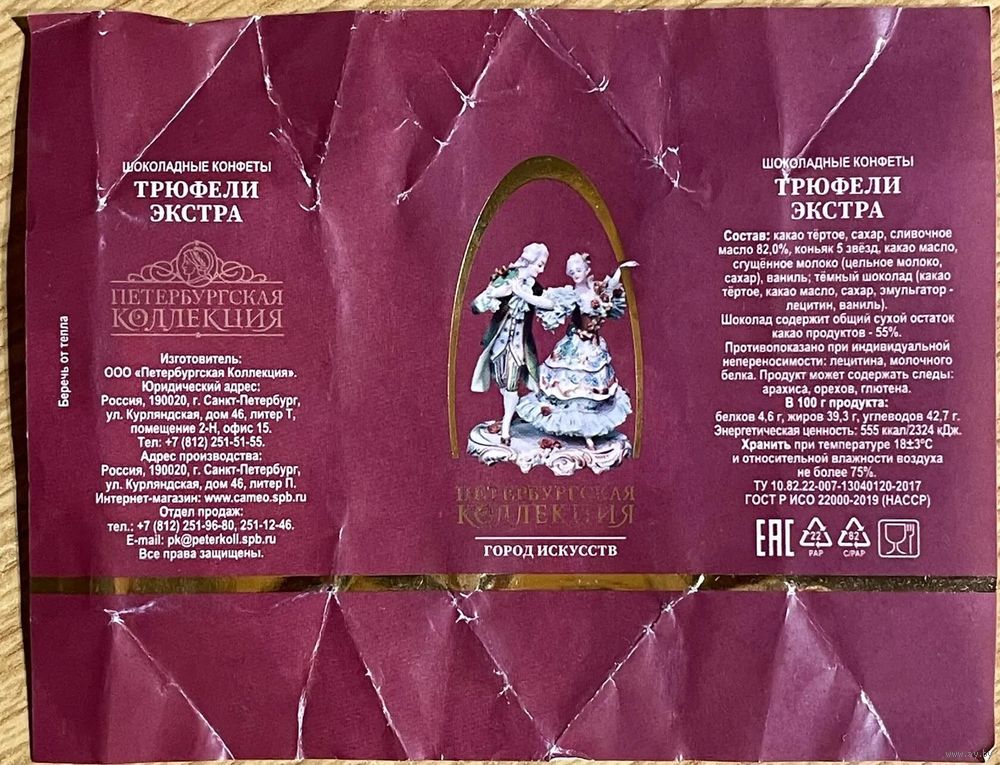 Беречь от тепла
ШОКОЛАДНЫЕ КОНФЕТЫ
ТРЮФЕЛИ
ЭКСТРА
ПЕТЕРБУРГСКАЯ
КОЛЛЕКЦИЯ
Изготовитель:
ООО «Петербургская Коллекция».
Юридический адрес:
Россия, 190020, г. Санкт-Петербург,
ул. Курляндская, дом 46, литер Т,
помещение 2-Н, офис 15.
Тел: +7 (812) 251-51-55.
Адрес производства:
Россия, 190020, г. Санкт-Петербург,
ул. Курляндская, дом 46, литер П.
Интернет-магазин: www.cameo.spb.ru
Отдел продаж:
тел.: +7 (812) 251-96-80, 251-12-46.
E-mail: pk@peterkoll.spb.ru
Все права защищены.
ПЕТЕРБУРГСКАЯ
КОЛЛЕКЦИЯ
ГОРОД ИСКУССТВ
ШОКОЛАДНЫЕ КОНФЕТЫ
ТРЮФЕЛИ
ЭКСТРА
Состав: какао тёртое, сахар, сливочное
масло 82,0%, коньяк 5 звёзд, какао масло,
сгущённое молоко (цельное молоко,
сахар), ваниль; тёмный шоколад (какао
тёртое, какао масло, сахар, эмульгатор -
лецитин, ваниль).
Шоколад содержит общий сухой остаток
какао продуктов - 55%.
Противопоказано при индивидуальной
непереносимости: лецитина, молочного
белка. Продукт может содержать следы:
арахиса, орехов, глютена.
В 100 г продукта:
белков 4,6 г, жиров 39,3 г, углеводов 42,7 г.
Энергетическая ценность: 555 ккал/2324 кДж.
Хранить при температуре 18±3°С
и относительной влажности воздуха
не более 75%.
ТУ 10.82.22-007-13040120-2017
ГОСТ Р ИСО 22000-2019 (НАССР)
EAC 22 PAP 82 C/PAP
www.ay.by